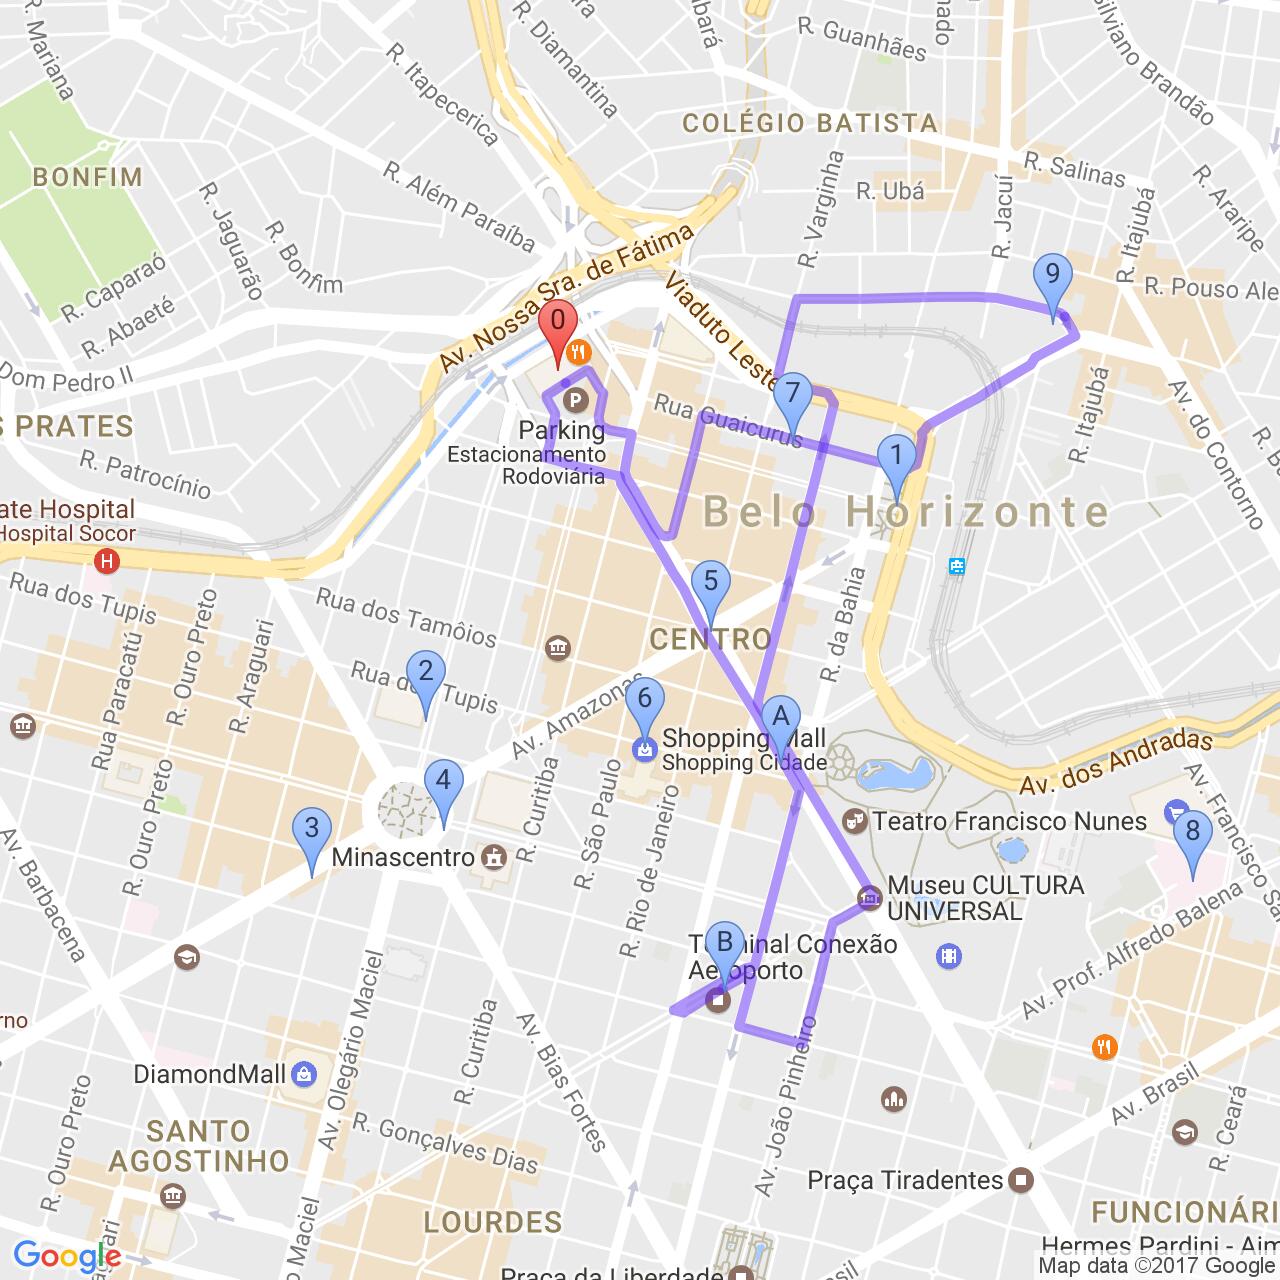 R. Mariana
R. Itapecerica
R. Diamantina
R. Guanhães
Silviano Brandão
COLÉGIO BATISTA
BONFIM
R. Além Paraíba
R. Jaguarão
R. Bonfim
R. Varginha
R. Ubá
R. Jacuí
R. Salinas
R. Itajubá
R. Araripe
R. Caparaó
R. Abaeté
Av. Nossa Sra. de Fátima
Viaduto Leste
9
R. Pouso Ale
0
Dom Pedro II
S PRATES
R. Patrocínio
P
Parking
Estacionamento
Rodoviária
Rua Guaicurus
7
1
R. Itajubá
Av. do Contorno
Belo Horizonte
ate Hospital
Hospital Socor
H
Rua dos Tupis
R. Ouro Preto
Rua Paracatú
R. Araguari
Rua dos Tamóios
Rua dos Tupis
2
5
CENTRO
R. da Bahia
Av. Amazonas
6
A
Shopping Mall
Shopping Cidade
Av. dos Andradas
Av. Francisco Sa
R. Ouro Preto
4
3
Minascentro
R. Curitiba
R. São Paulo
R. Rio de Janeiro
Teatro Francisco Nunes
8
Av. Barbacena
Museu CULTURA
UNIVERSAL
Av. Prof. Alfredo Balena
B
Terminal Conexão
Aeroporto
rno
Av. Olegário Maciel
R. Curitiba
Av. Bias Fortes
DiamondMall
R. Ouro Preto
SANTO
AGOSTINHO
R. Gonçalves Dias
Av. João Pinheiro
Av. Brasil
R. Ceará
Praça Tiradentes
LOURDES
FUNCIONÁRI
Maciel
Hermes Pardini - Aim
Praça da Liberdade
Google
Map data ©2017 Google